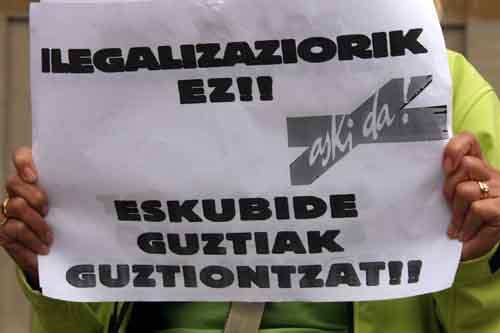 ILEGALIZAZIORIK
EZ!!
aski da!
ESKUBIDE
GUZTIAK
GUZTIONTZAT!!